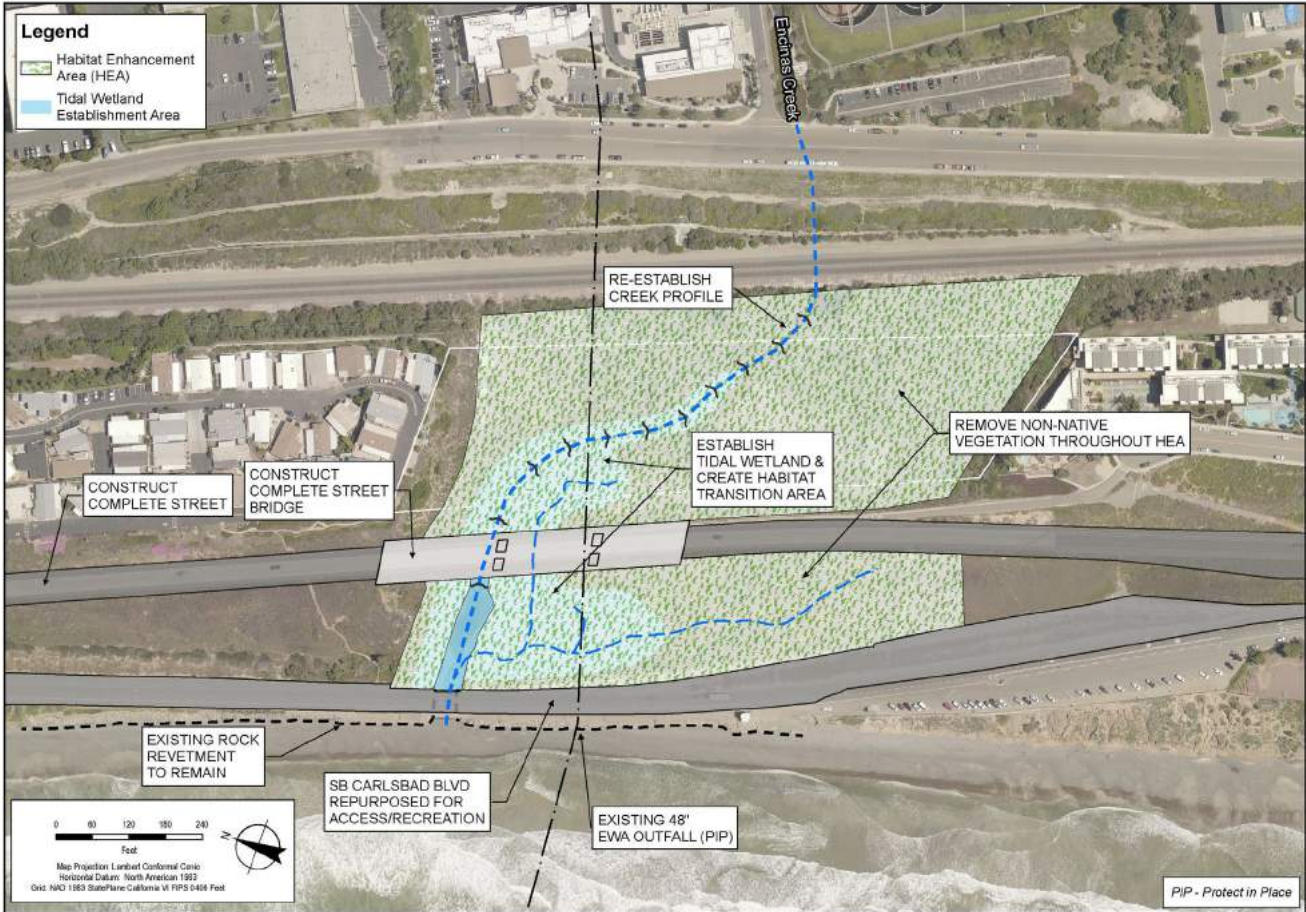 Legend
Habitat Enhancement
Area (HEA)
Tidal Wetland
Establishment Area
Encinas Creek
RE-ESTABLISH
CREEK PROFILE
REMOVE NON-NATIVE
VEGETATION THROUGHOUT HEA
ESTABLISH
TIDAL WETLAND &
CREATE HABITAT
TRANSITION AREA
CONSTRUCT
COMPLETE STREET
BRIDGE
CONSTRUCT
COMPLETE STREET
EXISTING ROCK
REVETMENT
TO REMAIN
SB CARLSBAD BLVD
REPURPOSED FOR
ACCESS/RECREATION
EXISTING 48"
EWA OUTFALL (PIP)
0 60 120 180 240
Feet
N
Map Projection: Lambert Conformal Conic
Horizontal Datum: North American 1983
Grid: NAD 1983 StatePlane California VI FIPS 0406 Feet
PIP - Protect in Place